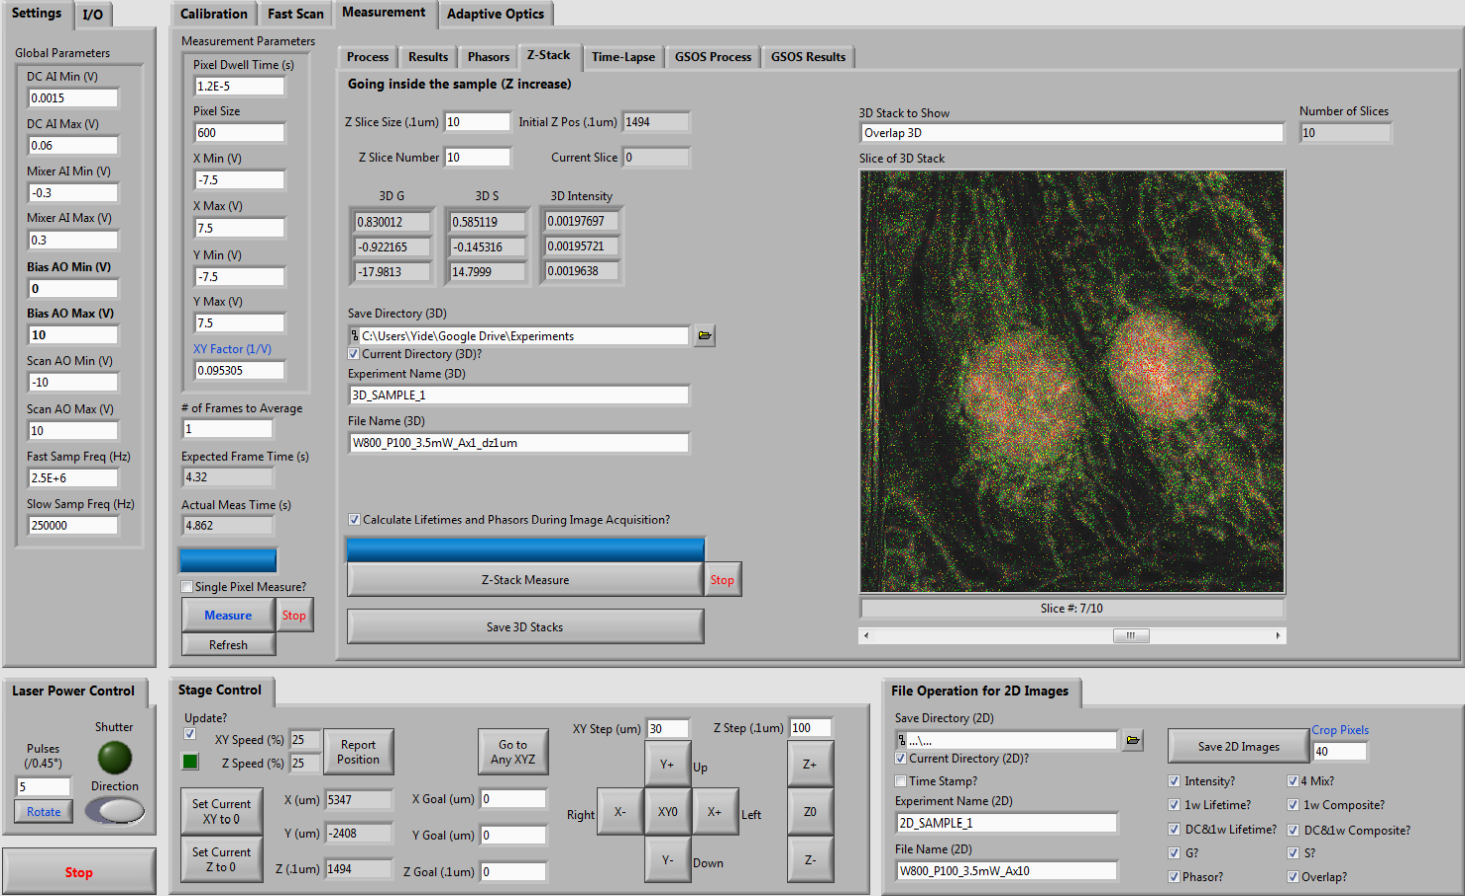 Settings
I/O
Global Parameters
DC AI Min (V)
0.0015
DC AI Max (V)
0.06
Mixer AI Min (V)
-0.3
Mixer AI Max (V)
0.3
Bias AO Min (V)
0
Bias AO Max (V)
10
Scan AO Min (V)
-10
Scan AO Max (V)
10
Fast Samp Freq (Hz)
2.5E+6
Slow Samp Freq (Hz)
250000
Calibration
Fast Scan
Measurement
Adaptive Optics
Measurement Parameters
Pixel Dwell Time (s)
1.2E-5
Pixel Size
600
X Min (V)
-7.5
X Max (V)
7.5
Y Min (V)
-7.5
Y Max (V)
7.5
XY Factor (1/V)
0.095305
# of Frames to Average
1
Expected Frame Time (s)
4.32
Actual Meas Time (s)
4.862
Single Pixel Measure?
Measure
Stop
Refresh
Process
Results
Phasors
Z-Stack
Time-Lapse
GSOS Process
GSOS Results
Going inside the sample (Z increase)
Z Slice Size (.1um) 10
Initial Z Pos (.1um) 1494
Z Slice Number 10
Current Slice 0
3D G
3D S
3D Intensity
0.830012
0.585119
0.00197697
-0.922165
-0.145316
0.00195721
-17.9813
14.7999
0.0019638
Save Directory (3D)
C:\Users\Yide\Google Drive\Experiments
Current Directory (3D)?
Experiment Name (3D)
3D_SAMPLE_1
File Name (3D)
W800_P100_3.5mW_Ax1_dz1um
Calculate Lifetimes and Phasors During Image Acquisition?
Z-Stack Measure
Stop
Save 3D Stacks
3D Stack to Show
Overlap 3D
Number of Slices
10
Slice of 3D Stack
Slice #: 7/10
Laser Power Control
Shutter
Pulses
(/0.45°)
5
Direction
Rotate
Stop
Stage Control
Update?
XY Speed (%) 25
Z Speed (%) 25
Report
Position
Go to
Any XYZ
Set Current
XY to 0
Set Current
Z to 0
X (um) 5347
Y (um) -2408
Z (.1um) 1494
X Goal (um) 0
Y Goal (um) 0
Z Goal (.1um) 0
XY Step (um) 30
Z Step (.1um) 100
Y+
Up
Z+
Right
X-
XY0
X+
Left
Z0
Y-
Down
Z-
File Operation for 2D Images
Save Directory (2D)
...\...
Current Directory (2D)?
Time Stamp?
Experiment Name (2D)
2D_SAMPLE_1
File Name (2D)
W800_P100_3.5mW_Ax10
Save 2D Images
Crop Pixels
40
Intensity?
4 Mix?
1w Lifetime?
1w Composite?
DC&1w Lifetime?
DC&1w Composite?
G?
S?
Phasor?
Overlap?